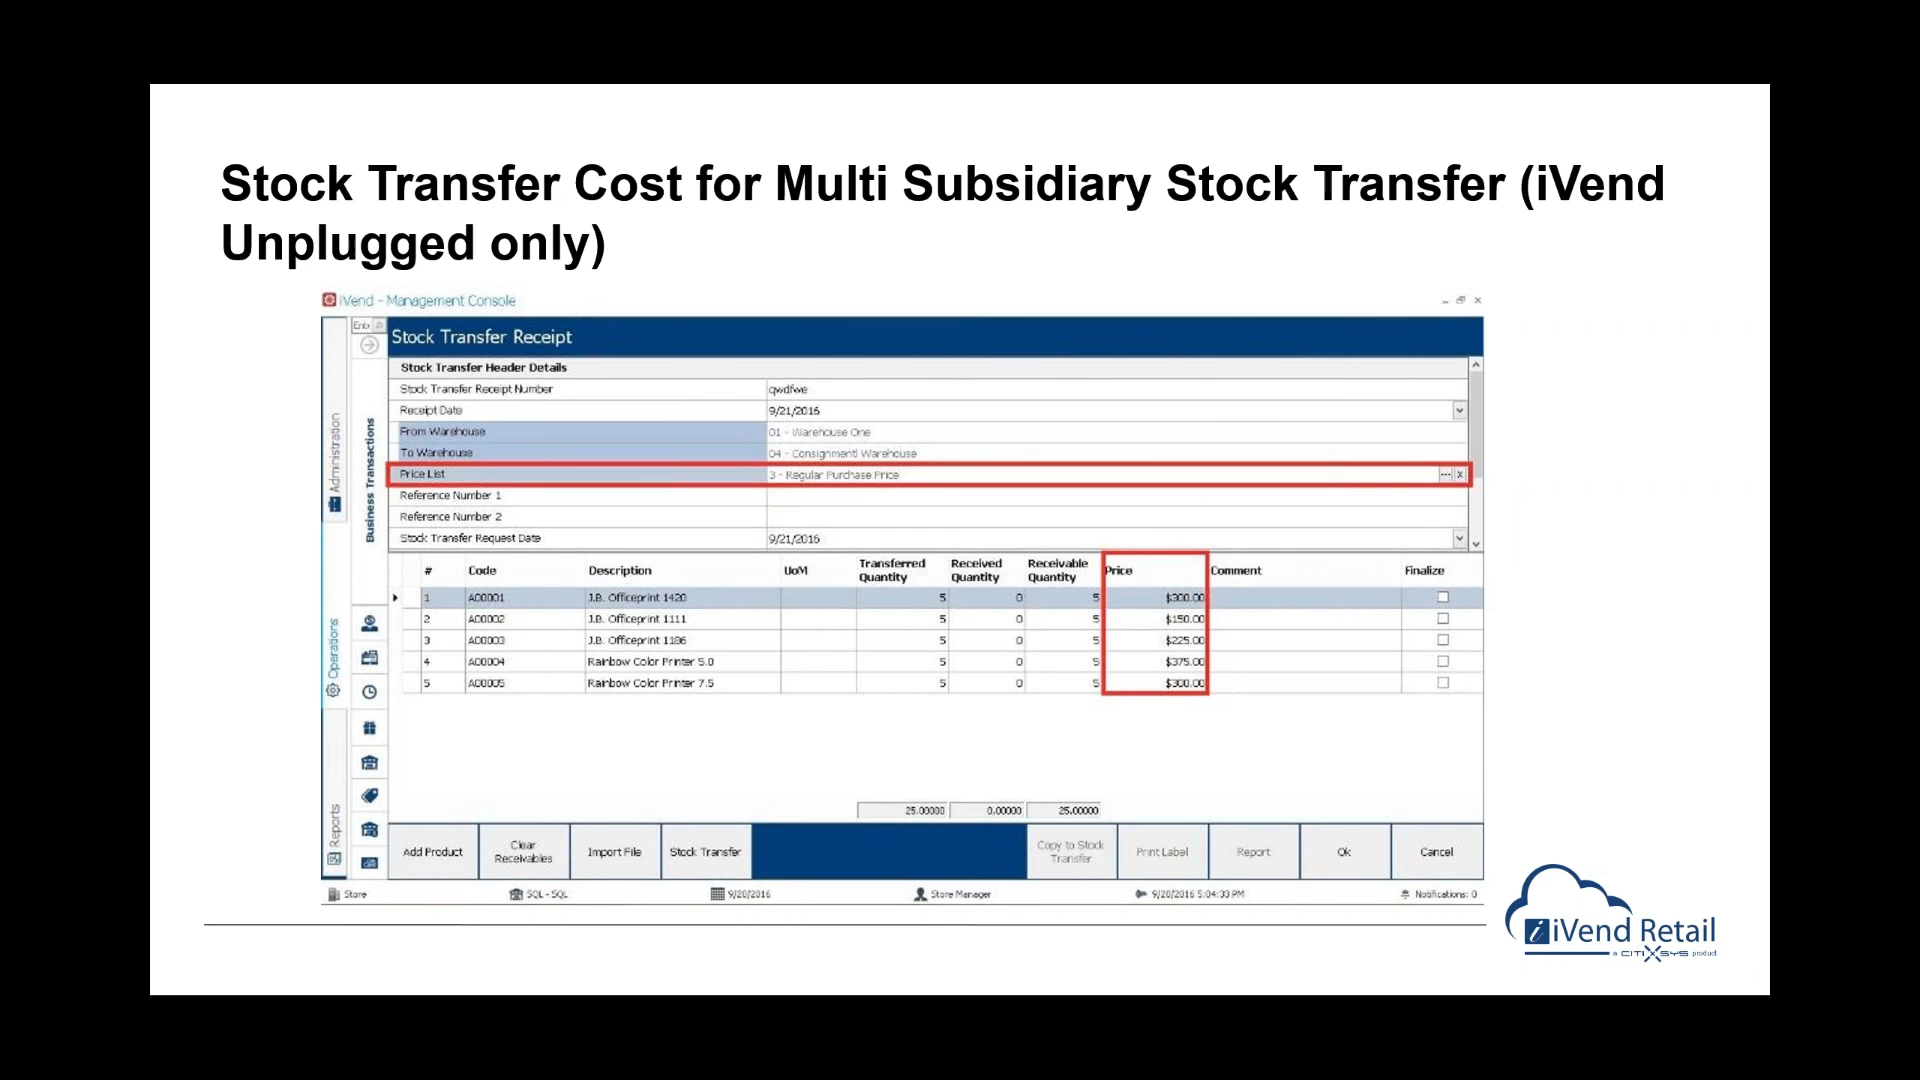 Stock Transfer Cost for Multi Subsidiary Stock Transfer (iVend
Unplugged only)
iVend - Management Console
Stock Transfer Receipt
Stock Transfer Header Details
Stock Transfer Receipt Number qwdfwe
Receipt Date 9/21/2016
From Warehouse 01 - Warehouse One
To Warehouse 04 - Consignment Warehouse
Price List 3 - Regular Purchase Price
Reference Number 1
Reference Number 2
Stock Transfer Request Date 9/21/2016
Administration
Business Transactions
Operations
Reports
# Code Description UoM Transferred Quantity Received Quantity Receivable Quantity Price Comment Finalize
1 A00001 J.B. Officeprint 1420 5 0 5 $300.00
2 A00002 J.B. Officeprint 1111 5 0 5 $150.00
3 A00003 J.B. Officeprint 1186 5 0 5 $225.00
4 A00004 Rainbow Color Printer 5.0 5 0 5 $375.00
5 A00005 Rainbow Color Printer 7.5 5 0 5 $300.00
25.00000 0.00000 25.00000
Add Product Clear Receivables Import File Stock Transfer Copy to Stock Transfer Print Label Report Ok Cancel
Store SQL - SQL 9/20/2016 Store Manager 9/20/2016 5:04:33 PM Notifications: 0
iVend Retail
a CITIXSYS product